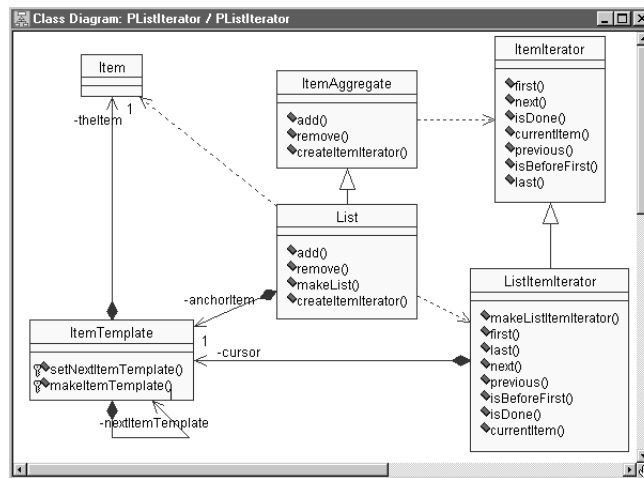 Class Diagram: PListIterator / PListIterator
Item
1
-theItem
ItemAggregate
add()
remove()
createItemIterator()
ItemIterator
first()
next()
isDone()
currentItem()
previous()
isBeforeFirst()
last()
List
add()
remove()
makeList()
createItemIterator()
-anchorItem
ListItemIterator
makeListItemIterator()
first()
last()
next()
previous()
isBeforeFirst()
isDone()
currentItem()
ItemTemplate
setNextItemTemplate()
makeItemTemplate()
1
-cursor
-nextItemTemplate